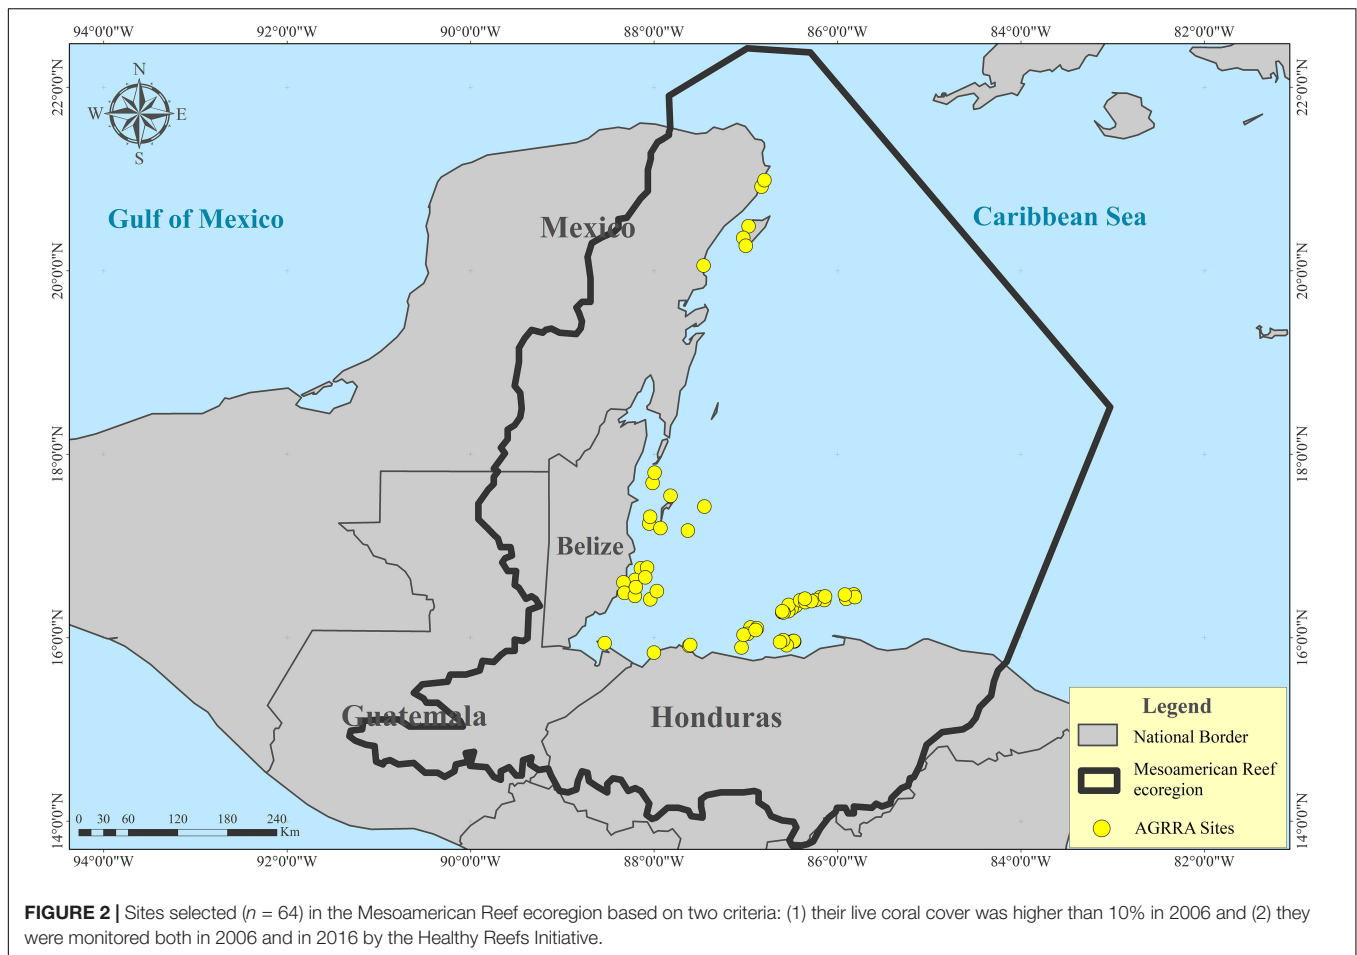 94°0'0"W 92°0'0"W 90°0'0"W 88°0'0"W 86°0'0"W 84°0'0"W 82°0'0"W
22°0'0"N
20°0'0"N
18°0'0"N
16°0'0"N
14°0'0"N
N
W E
S
Gulf of Mexico
Caribbean Sea
Mexico
Belize
Guatemala
Honduras
22°0'0"N
20°0'0"N
18°0'0"N
16°0'0"N
14°0'0"N
Legend
National Border
Mesoamerican Reef
ecoregion
AGRRA Sites
0 30 60 120 180 240
Km
94°0'0"W 92°0'0"W 90°0'0"W 88°0'0"W 86°0'0"W 84°0'0"W 82°0'0"W
FIGURE 2 | Sites selected (n = 64) in the Mesoamerican Reef ecoregion based on two criteria: (1) their live coral cover was higher than 10% in 2006 and (2) they
were monitored both in 2006 and in 2016 by the Healthy Reefs Initiative.